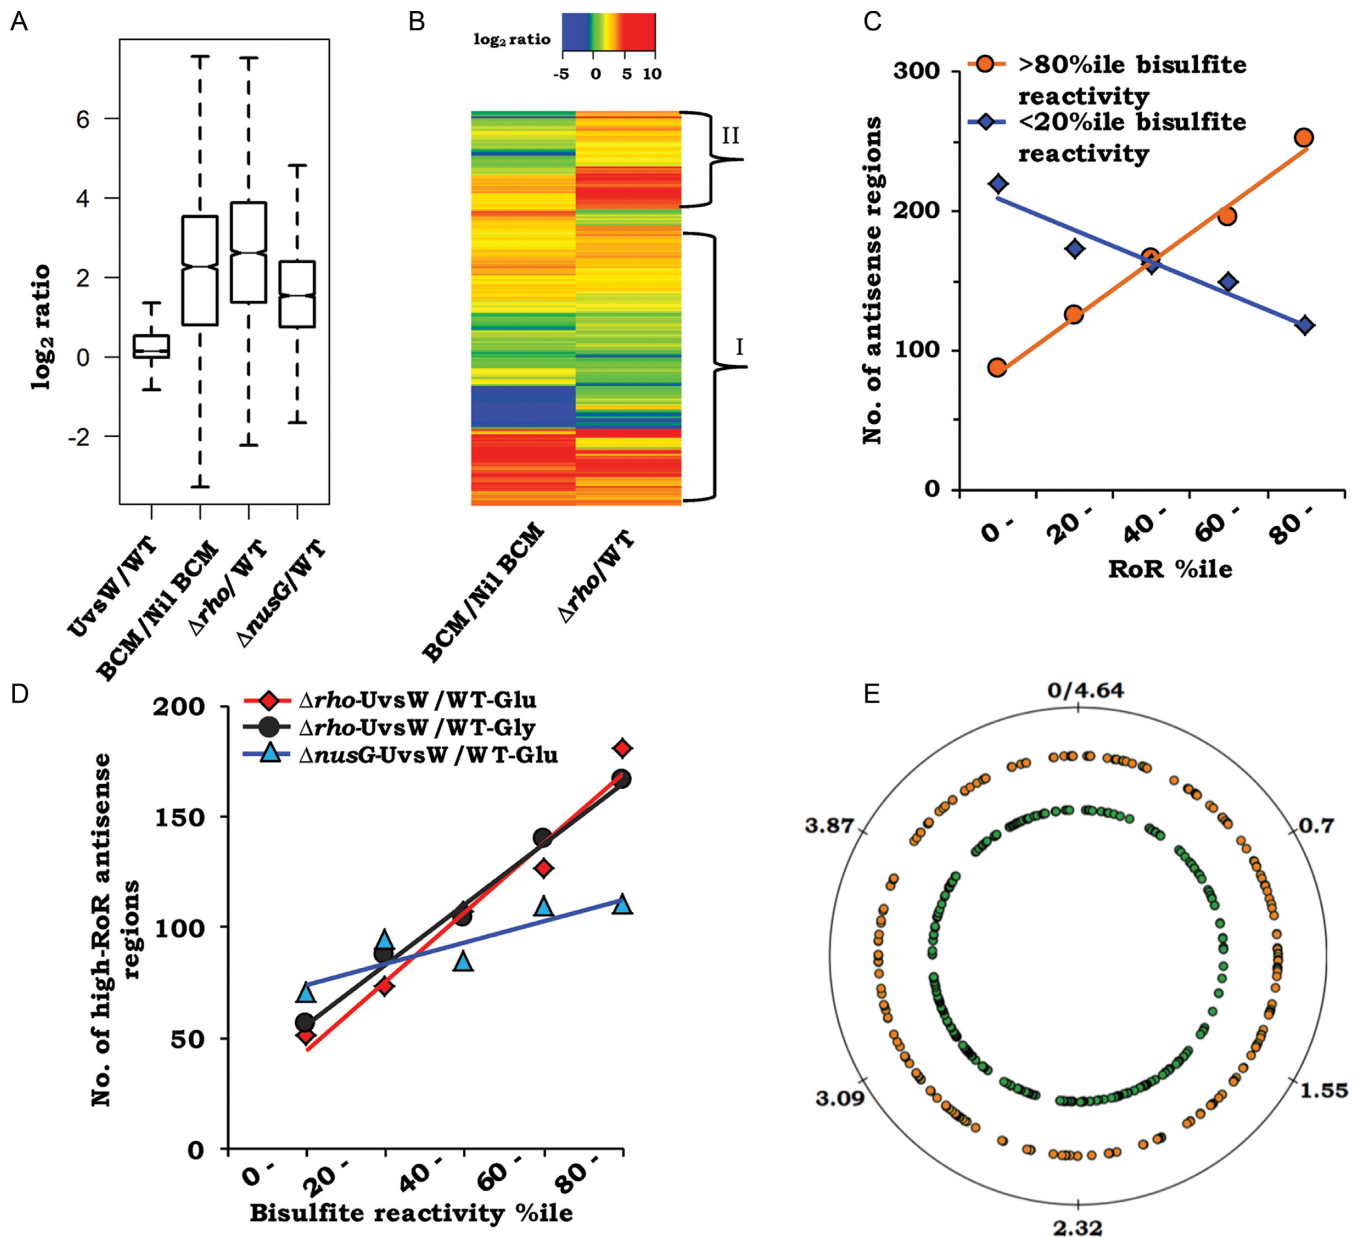 A
6
4
2
0
-2
log2 ratio
UvsW/WT
BCM/Nil BCM
Δrho/WT
ΔnusG/WT
B
log2 ratio
-5 0 5 10
II
I
BCM/Nil BCM
Δrho/WT
C
>80%ile bisulfite
reactivity
<20%ile bisulfite
reactivity
300
200
100
0
No. of antisense regions
0 -
20 -
40 -
60 -
80 -
RoR %ile
D
Δrho-UvsW/WT-Glu
Δrho-UvsW/WT-Gly
ΔnusG-UvsW/WT-Glu
200
150
100
50
0
No. of high-RoR antisense
regions
0 -
20 -
40 -
60 -
80 -
Bisulfite reactivity %ile
E
0/4.64
0.7
1.55
2.32
3.09
3.87